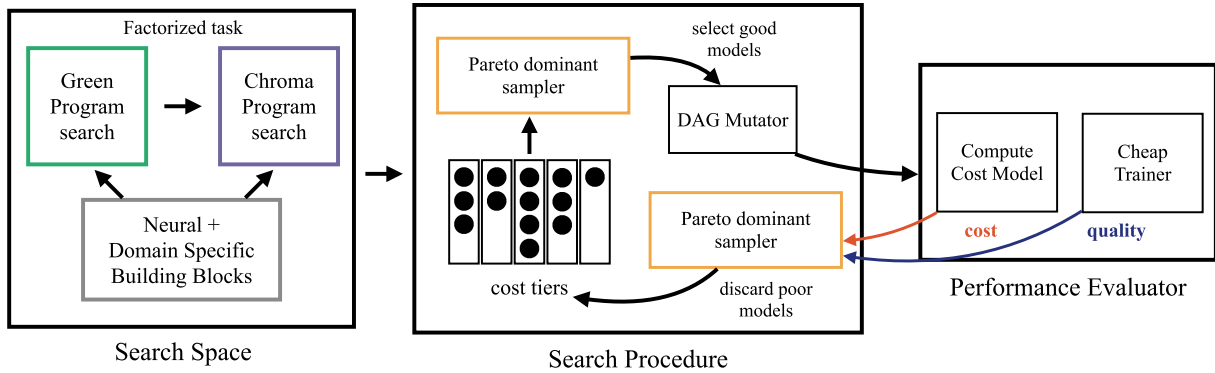 Factorized task
Green
Program
search
Chroma
Program
search
Neural +
Domain Specific
Building Blocks
Search Space
Pareto dominant
sampler
select good
models
DAG Mutator
cost tiers
Pareto dominant
sampler
discard poor
models
Search Procedure
Compute
Cost Model
Cheap
Trainer
cost
quality
Performance Evaluator